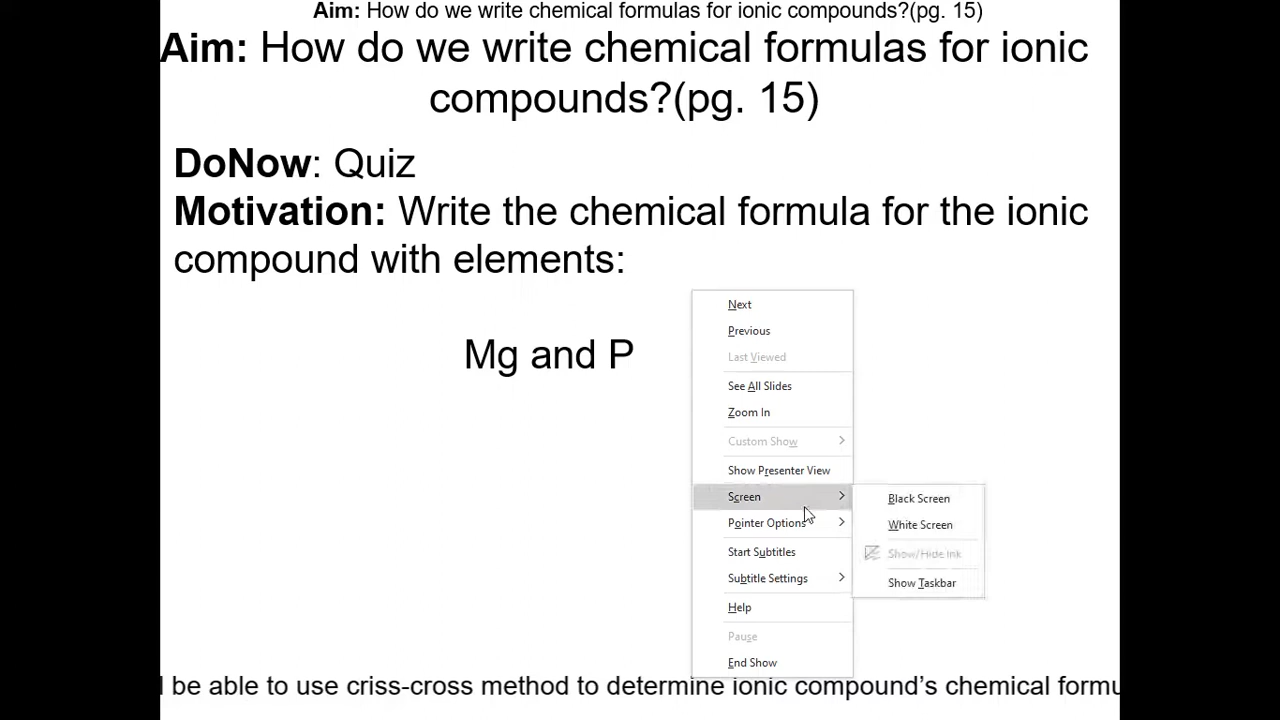 Aim: How do we write chemical formulas for ionic compounds?(pg. 15)
Aim: How do we write chemical formulas for ionic
compounds?(pg. 15)
DoNow: Quiz
Motivation: Write the chemical formula for the ionic
compound with elements:
Mg and P
Next
Previous
Last Viewed
See All Slides
Zoom In
Custom Show
Show Presenter View
Screen
Pointer Options
Start Subtitles
Subtitle Settings
Help
Pause
End Show
Black Screen
White Screen
Show/Hide Ink
Show Taskbar
be able to use criss-cross method to determine ionic compound's chemical